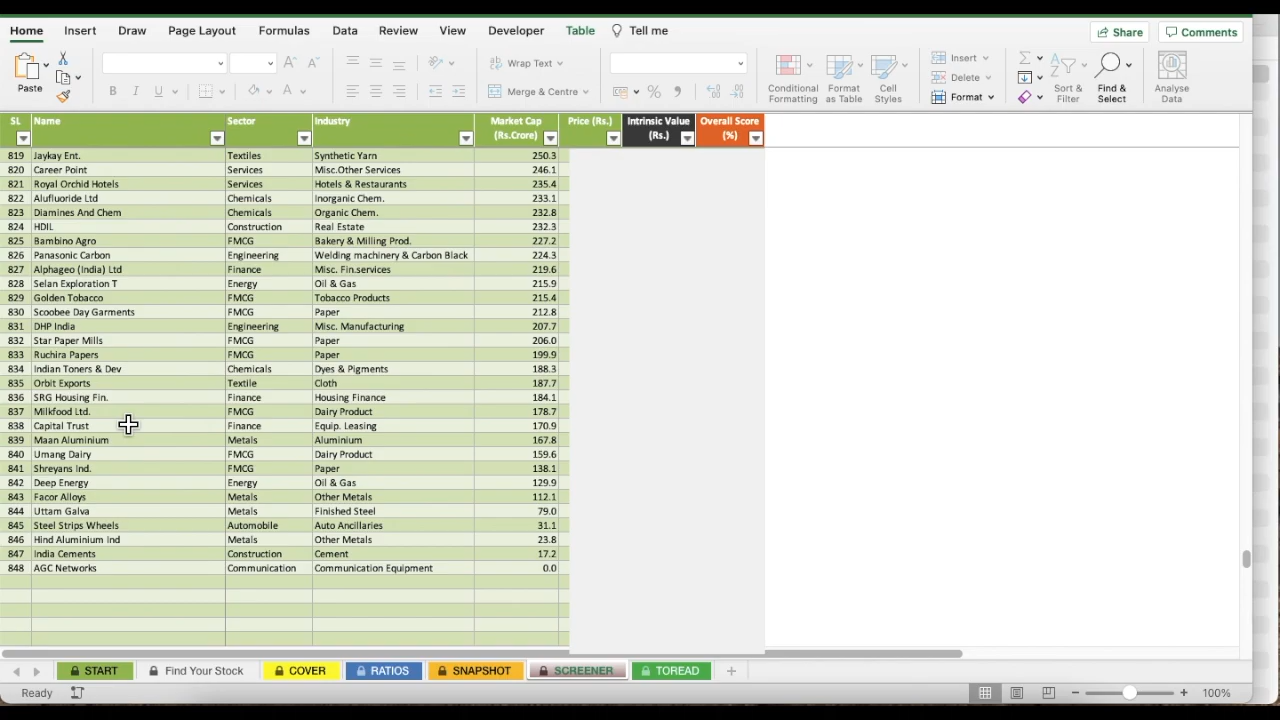 Home Insert Draw Page Layout Formulas Data Review View Developer Table Tell me Share Comments
Paste Wrap Text Merge & Centre Conditional Formatting Format as Table Cell Styles Insert Delete Format Sort & Filter Find & Select Analyse Data
SL Name Sector Industry Market Cap (Rs.Crore) Price (Rs.) Intrinsic Value (Rs.) Overall Score (%)
819 Jaykay Ent. Textiles Synthetic Yarn 250.3
820 Career Point Services Misc.Other Services 246.1
821 Royal Orchid Hotels Services Hotels & Restaurants 235.4
822 Alufluoride Ltd Chemicals Inorganic Chem. 233.1
823 Diamines And Chem Chemicals Organic Chem. 232.8
824 HDIL Construction Real Estate 232.3
825 Bambino Agro FMCG Bakery & Milling Prod. 227.2
826 Panasonic Carbon Engineering Welding machinery & Carbon Black 224.3
827 Alphageo (India) Ltd Finance Misc. Fin.services 219.6
828 Selan Exploration T Energy Oil & Gas 215.9
829 Golden Tobacco FMCG Tobacco Products 215.4
830 Scoobee Day Garments FMCG Paper 212.8
831 DHP India Engineering Misc. Manufacturing 207.7
832 Star Paper Mills FMCG Paper 206.0
833 Ruchira Papers FMCG Paper 199.9
834 Indian Toners & Dev Chemicals Dyes & Pigments 188.3
835 Orbit Exports Textile Cloth 187.7
836 SRG Housing Fin. Finance Housing Finance 184.1
837 Milkfood Ltd. FMCG Dairy Product 178.7
838 Capital Trust Finance Equip. Leasing 170.9
839 Maan Aluminium Metals Aluminium 167.8
840 Umang Dairy FMCG Dairy Product 159.6
841 Shreyans Ind. FMCG Paper 138.1
842 Deep Energy Energy Oil & Gas 129.9
843 Facor Alloys Metals Other Metals 112.1
844 Uttam Galva Metals Finished Steel 79.0
845 Steel Strips Wheels Automobile Auto Ancillaries 31.1
846 Hind Aluminium Ind Metals Other Metals 23.8
847 India Cements Construction Cement 17.2
848 AGC Networks Communication Communication Equipment 0.0
START Find Your Stock COVER RATIOS SNAPSHOT SCREENER TOREAD
Ready 100%